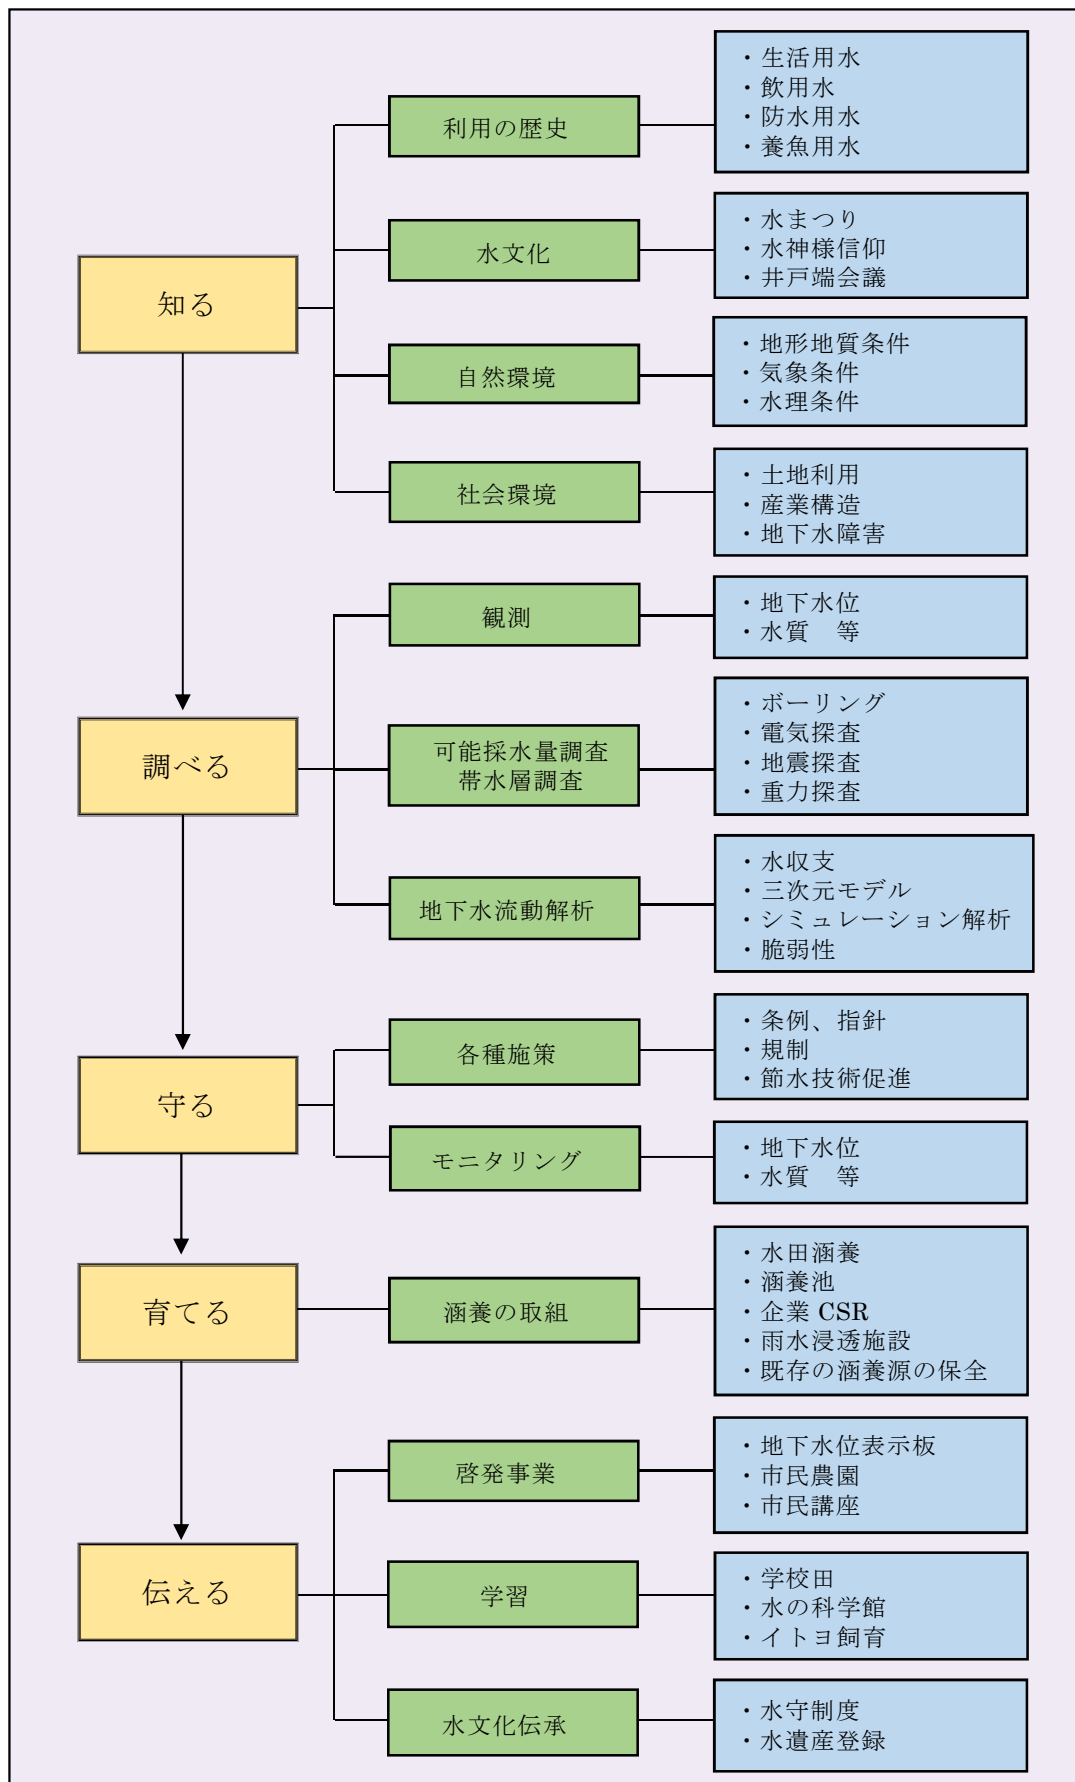 知る
利用の歴史
・生活用水
・飲用水
・防水用水
・養魚用水
水文化
・水まつり
・水神様信仰
・井戸端会議
自然環境
・地形地質条件
・気象条件
・水理条件
社会環境
・土地利用
・産業構造
・地下水障害
調べる
観測
・地下水位
・水質　等
可能採水量調査
帯水層調査
・ボーリング
・電気探査
・地震探査
・重力探査
地下水流動解析
・水収支
・三次元モデル
・シミュレーション解析
・脆弱性
守る
各種施策
・条例、指針
・規制
・節水技術促進
モニタリング
・地下水位
・水質　等
育てる
涵養の取組
・水田涵養
・涵養池
・企業 CSR
・雨水浸透施設
・既存の涵養源の保全
伝える
啓発事業
・地下水位表示板
・市民農園
・市民講座
学習
・学校田
・水の科学館
・イトヨ飼育
水文化伝承
・水守制度
・水遺産登録